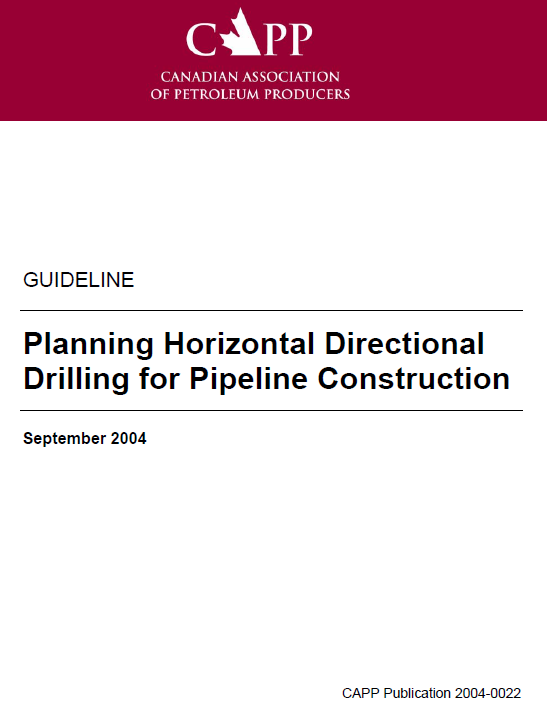 CAPP
CANADIAN ASSOCIATION
OF PETROLEUM PRODUCERS
GUIDELINE
Planning Horizontal Directional
Drilling for Pipeline Construction
September 2004
CAPP Publication 2004-0022